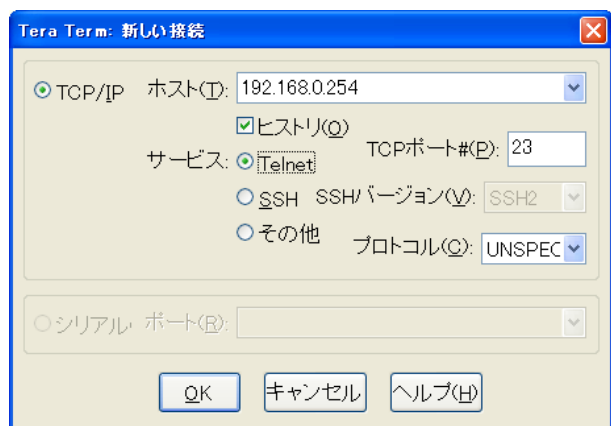 Tera Term: 新しい接続
TCP/IP ホスト(T): 192.168.0.254
ヒストリ(O)
サービス: Telnet TCPポート#(P): 23
SSH SSHバージョン(V): SSH2
その他 プロトコル(C): UNSPEC
シリアル ポート(R):
OK キャンセル ヘルプ(H)